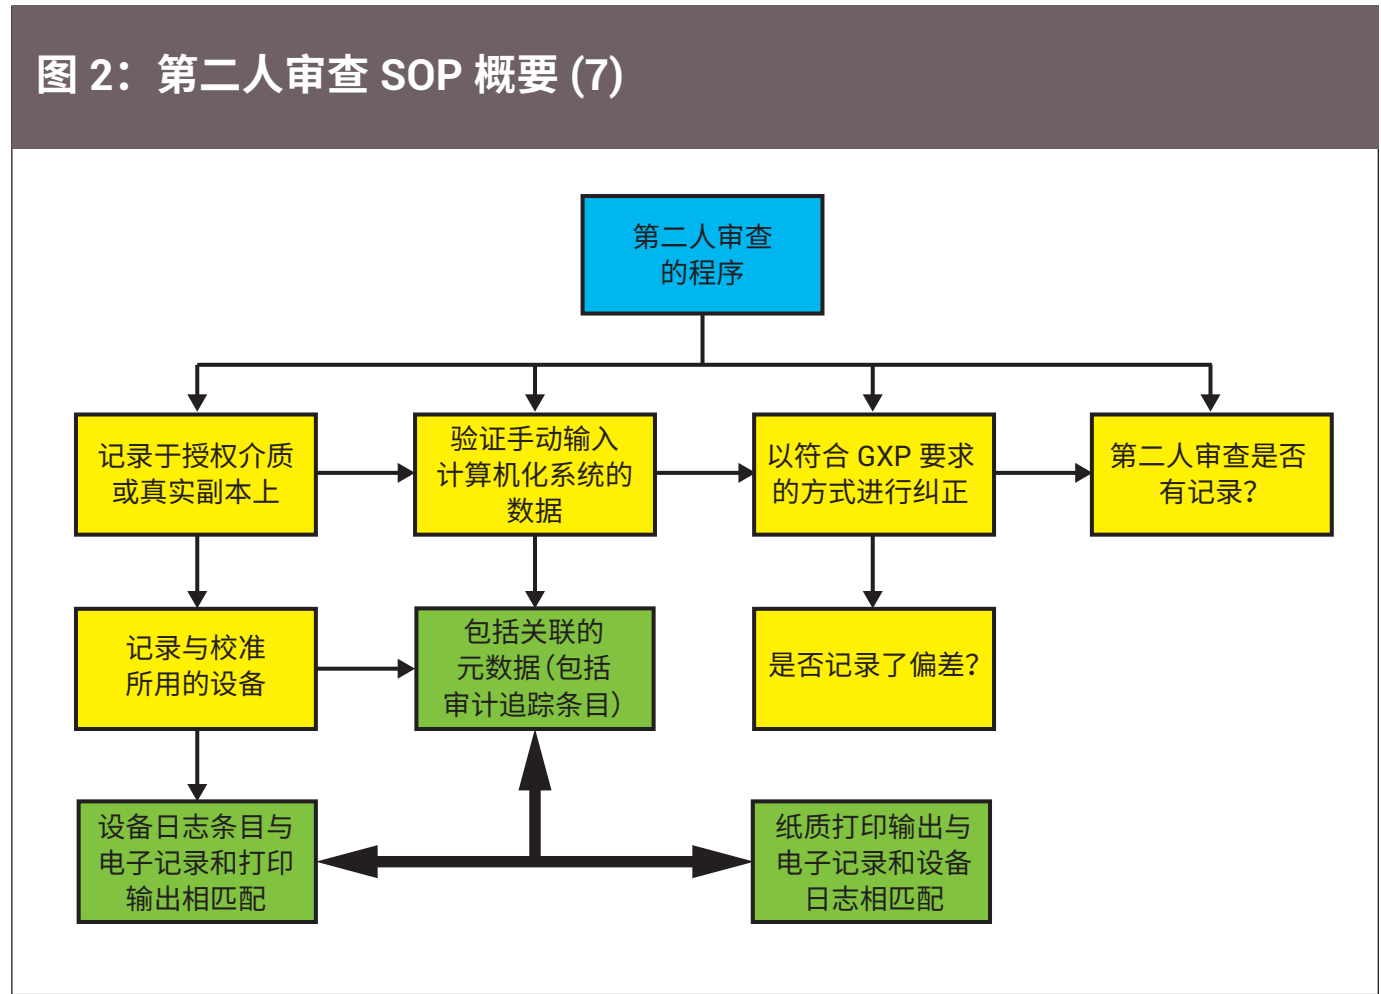 图 2：第二人审查 SOP 概要 (7)
第二人审查
的程序
记录于授权介质
或真实副本上
验证手动输入
计算机化系统的
数据
以符合 GXP 要求
的方式进行纠正
第二人审查是否
有记录？
记录与校准
所用的设备
包括关联的
元数据（包括
审计追踪条目）
是否记录了偏差？
设备日志条目与
电子记录和打印
输出相匹配
纸质打印输出与
电子记录和设备
日志相匹配